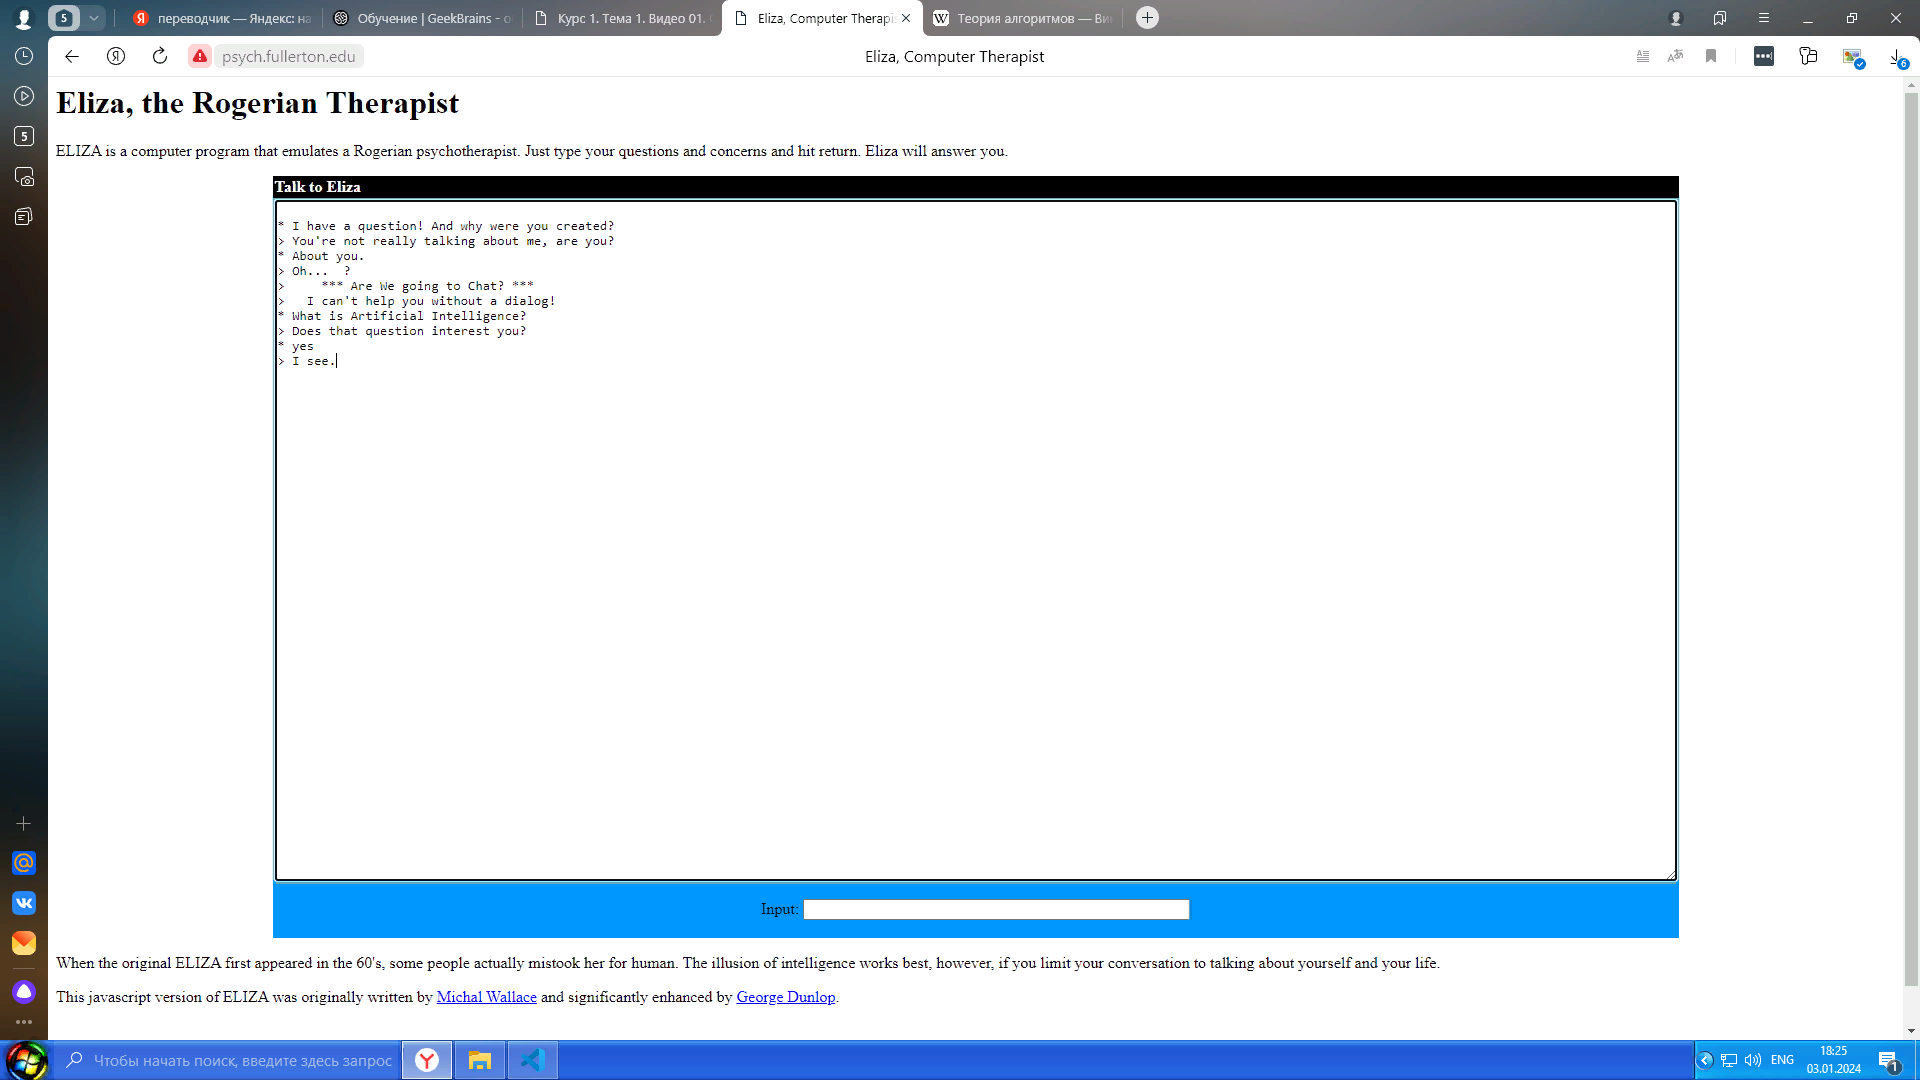 5
переводчик — Яндекс: на
Обучение | GeekBrains - о
Курс 1. Тема 1. Видео 01.
Eliza, Computer Therapi
Теория алгоритмов — Ви
psych.fullerton.edu
Eliza, Computer Therapist
6
5
Eliza, the Rogerian Therapist
ELIZA is a computer program that emulates a Rogerian psychotherapist. Just type your questions and concerns and hit return. Eliza will answer you.
Talk to Eliza
* I have a question! And why were you created?
> You're not really talking about me, are you?
* About you.
> Oh... ?
> *** Are We going to Chat? ***
> I can't help you without a dialog!
* What is Artificial Intelligence?
> Does that question interest you?
* yes
> I see.
Input:
When the original ELIZA first appeared in the 60's, some people actually mistook her for human. The illusion of intelligence works best, however, if you limit your conversation to talking about yourself and your life.
This javascript version of ELIZA was originally written by Michal Wallace and significantly enhanced by George Dunlop.
Чтобы начать поиск, введите здесь запрос
ENG
18:25
03.01.2024
1